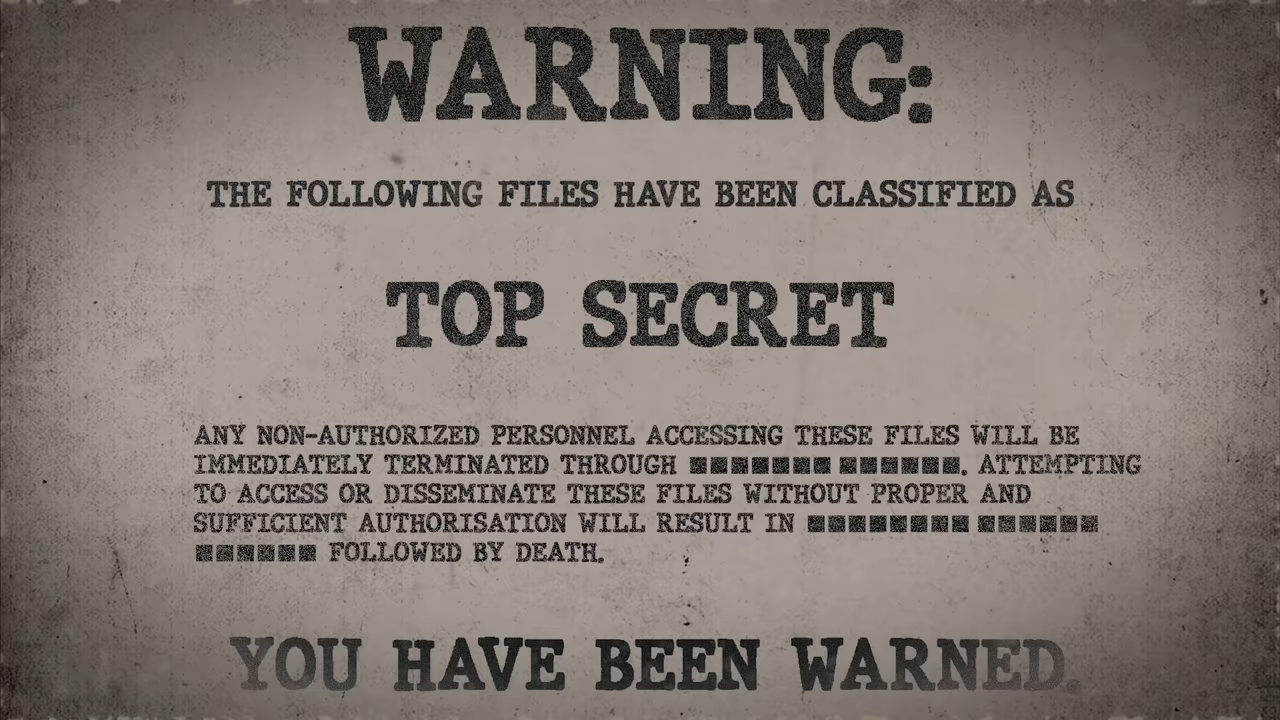 WARNING:
THE FOLLOWING FILES HAVE BEEN CLASSIFIED AS
TOP SECRET
ANY NON-AUTHORIZED PERSONNEL ACCESSING THESE FILES WILL BE
IMMEDIATELY TERMINATED THROUGH ■■■■■■■ ■■■■■■. ATTEMPTING
TO ACCESS OR DISSEMINATE THESE FILES WITHOUT PROPER AND
SUFFICIENT AUTHORISATION WILL RESULT IN ■■■■■■■■ ■■■■■■
■■■■■■ FOLLOWED BY DEATH.
YOU HAVE BEEN WARNED.